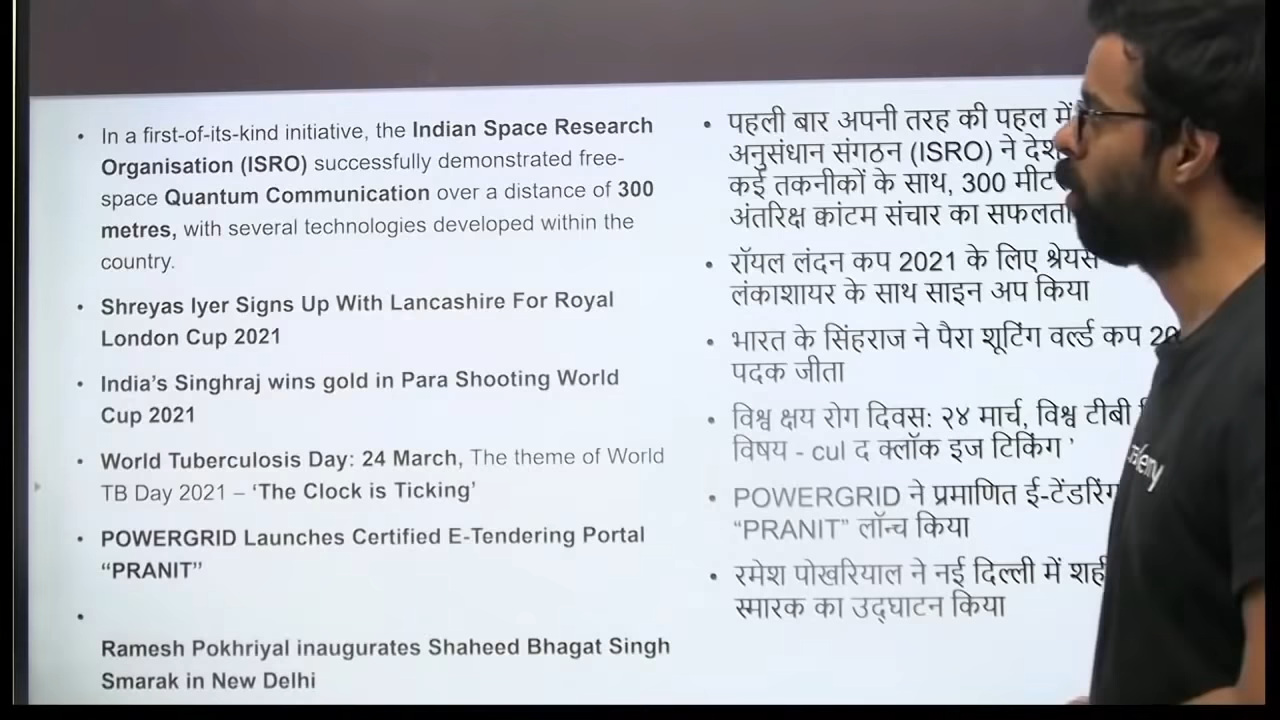 In a first-of-its-kind initiative, the Indian Space Research
Organisation (ISRO) successfully demonstrated free-
space Quantum Communication over a distance of 300
metres, with several technologies developed within the
country.
Shreyas Iyer Signs Up With Lancashire For Royal
London Cup 2021
India's Singhraj wins gold in Para Shooting World
Cup 2021
World Tuberculosis Day: 24 March, The theme of World
TB Day 2021 – ‘The Clock is Ticking’
POWERGRID Launches Certified E-Tendering Portal
“PRANIT”
Ramesh Pokhriyal inaugurates Shaheed Bhagat Singh
Smarak in New Delhi
पहली बार अपनी तरह की पहल में
अनुसंधान संगठन (ISRO) ने देश
कई तकनीकों के साथ, 300
अंतरिक्ष क्वांटम संचार का सफलता
रॉयल लंदन कप 2021 के लिए श्रेयस
लंकाशायर के साथ साइन अप किया
भारत के सिंहराज ने पैरा शूटिंग वर्ल्ड कप
पदक जीता
विश्व क्षय रोग दिवस: २४ मार्च, विश्व टीबी
विषय - cul द क्लॉक इज टिकिंग '
POWERGRID ने प्रमाणित ई-टेंडरिंग
“PRANIT” लॉन्च किया
रमेश पोखरियाल ने नई दिल्ली में
स्मारक का उद्घाटन किया